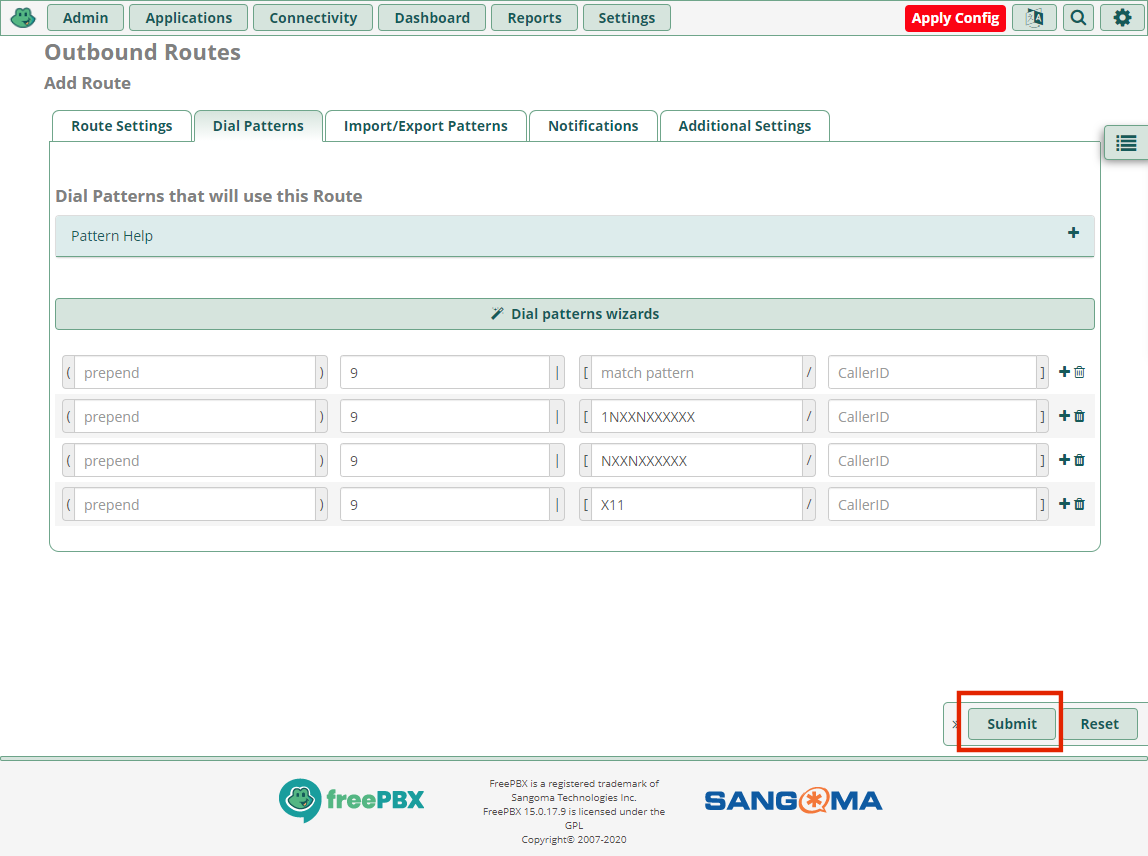 Admin Applications Connectivity Dashboard Reports Settings Apply Config
Outbound Routes
Add Route
Route Settings Dial Patterns Import/Export Patterns Notifications Additional Settings
Dial Patterns that will use this Route
Pattern Help +
Dial patterns wizards
( prepend ) 9 | [ match pattern / CallerID ] +
( prepend ) 9 | [ 1NXXNXXXXXX / CallerID ] +
( prepend ) 9 | [ NXXNXXXXXX / CallerID ] +
( prepend ) 9 | [ X11 / CallerID ] +
» Submit Reset
freePBX
FreePBX is a registered trademark of
Sangoma Technologies Inc.
FreePBX 15.0.17.9 is licensed under the
GPL
Copyright© 2007-2020
SANGOMA